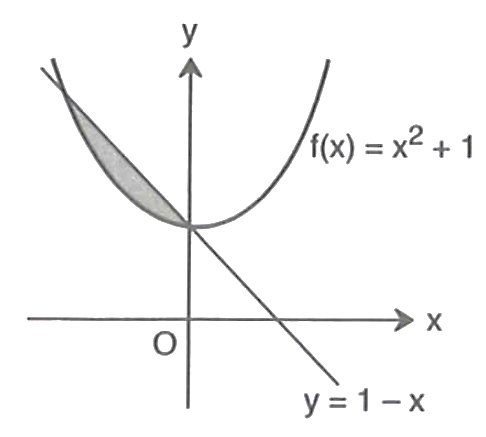 y
f(x) = x² + 1
x
O
y = 1 – x